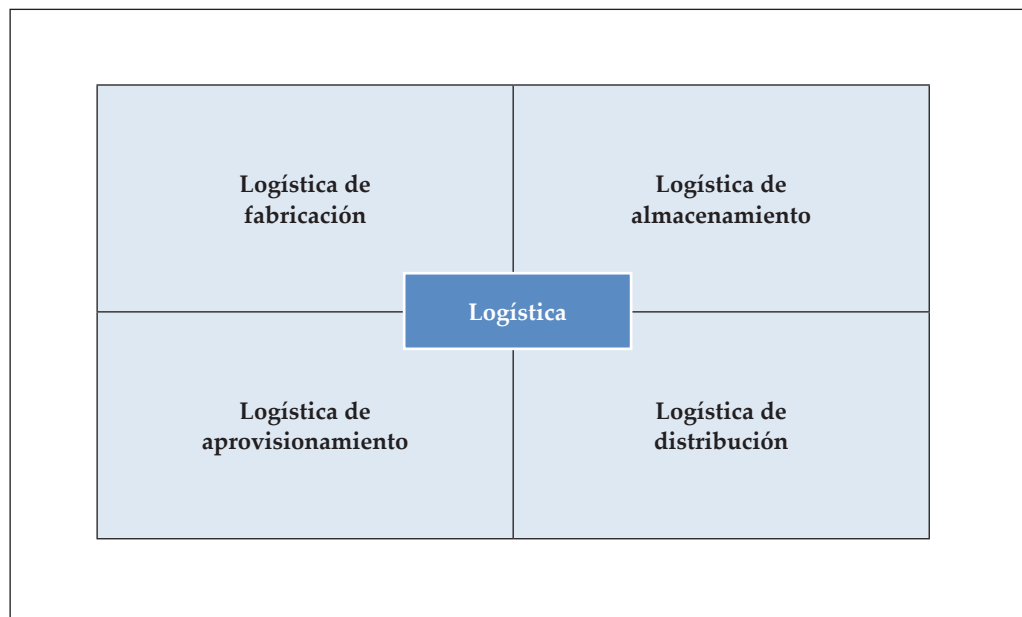 Logística de
fabricación
Logística de
almacenamiento
Logística
Logística de
aprovisionamiento
Logística de
distribución